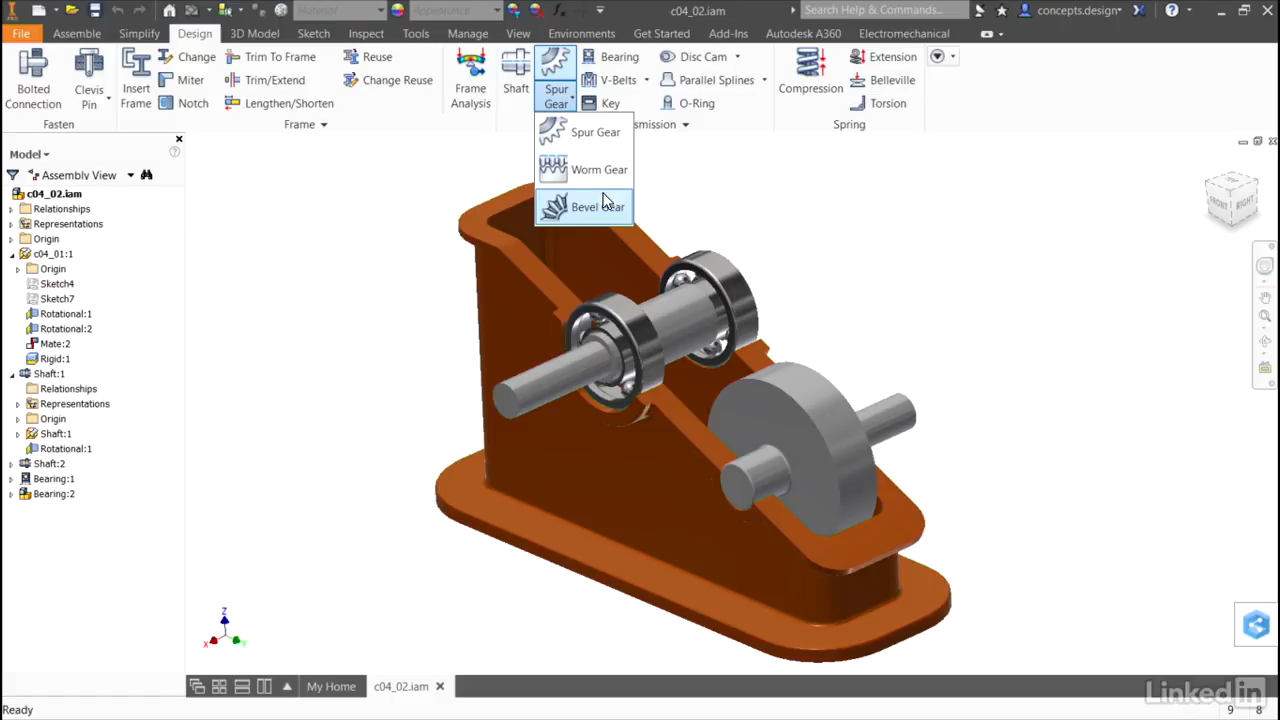 Material
Appearance
c04_02.iam
Search Help & Commands...
concepts.design
File
Assemble
Simplify
Design
3D Model
Sketch
Inspect
Tools
Manage
View
Environments
Get Started
Add-Ins
Autodesk A360
Electromechanical
Bolted
Connection
Clevis
Pin
Fasten
Insert
Frame
Change
Miter
Notch
Trim To Frame
Trim/Extend
Lengthen/Shorten
Reuse
Change Reuse
Frame
Frame
Analysis
Shaft
Spur
Gear
Bearing
V-Belts
Key
Disc Cam
Parallel Splines
O-Ring
smission
Compression
Extension
Belleville
Torsion
Spring
Spur Gear
Worm Gear
Bevel Gear
Model
Assembly View
c04_02.iam
Relationships
Representations
Origin
c04_01:1
Origin
Sketch4
Sketch7
Rotational:1
Rotational:2
Mate:2
Rigid:1
Shaft:1
Relationships
Representations
Origin
Shaft:1
Rotational:1
Shaft:2
Bearing:1
Bearing:2
FRONT
RIGHT
Z
X
Y
My Home
c04_02.iam
Linked in
Ready
9
8